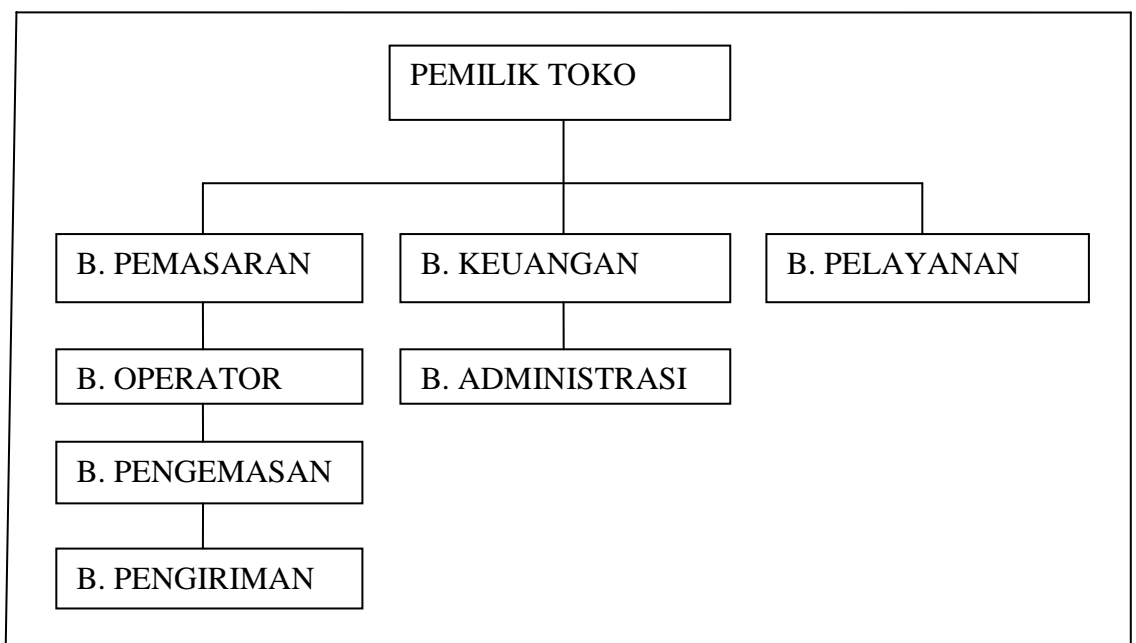 PEMILIK TOKO
B. PEMASARAN
B. KEUANGAN
B. PELAYANAN
B. OPERATOR
B. ADMINISTRASI
B. PENGEMASAN
B. PENGIRIMAN